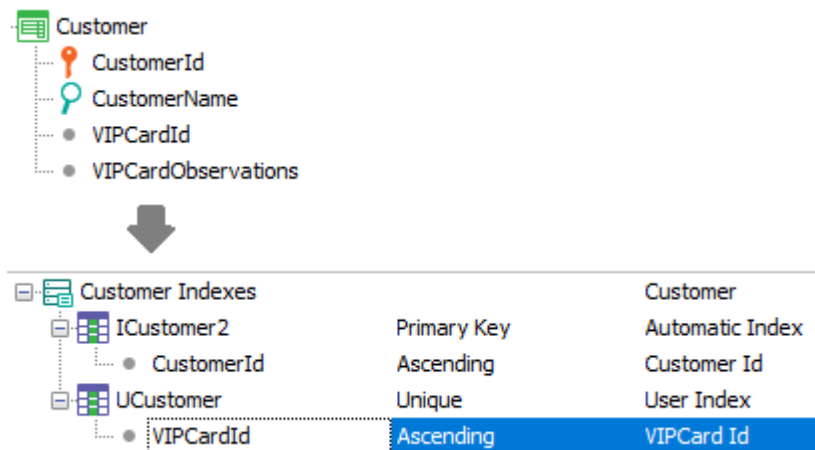 Customer
CustomerId
CustomerName
VIPCardId
VIPCardObservations
Customer Indexes Customer
ICustomer2 Primary Key Automatic Index
CustomerId Ascending Customer Id
UCustomer Unique User Index
VIPCardId Ascending VIPCard Id